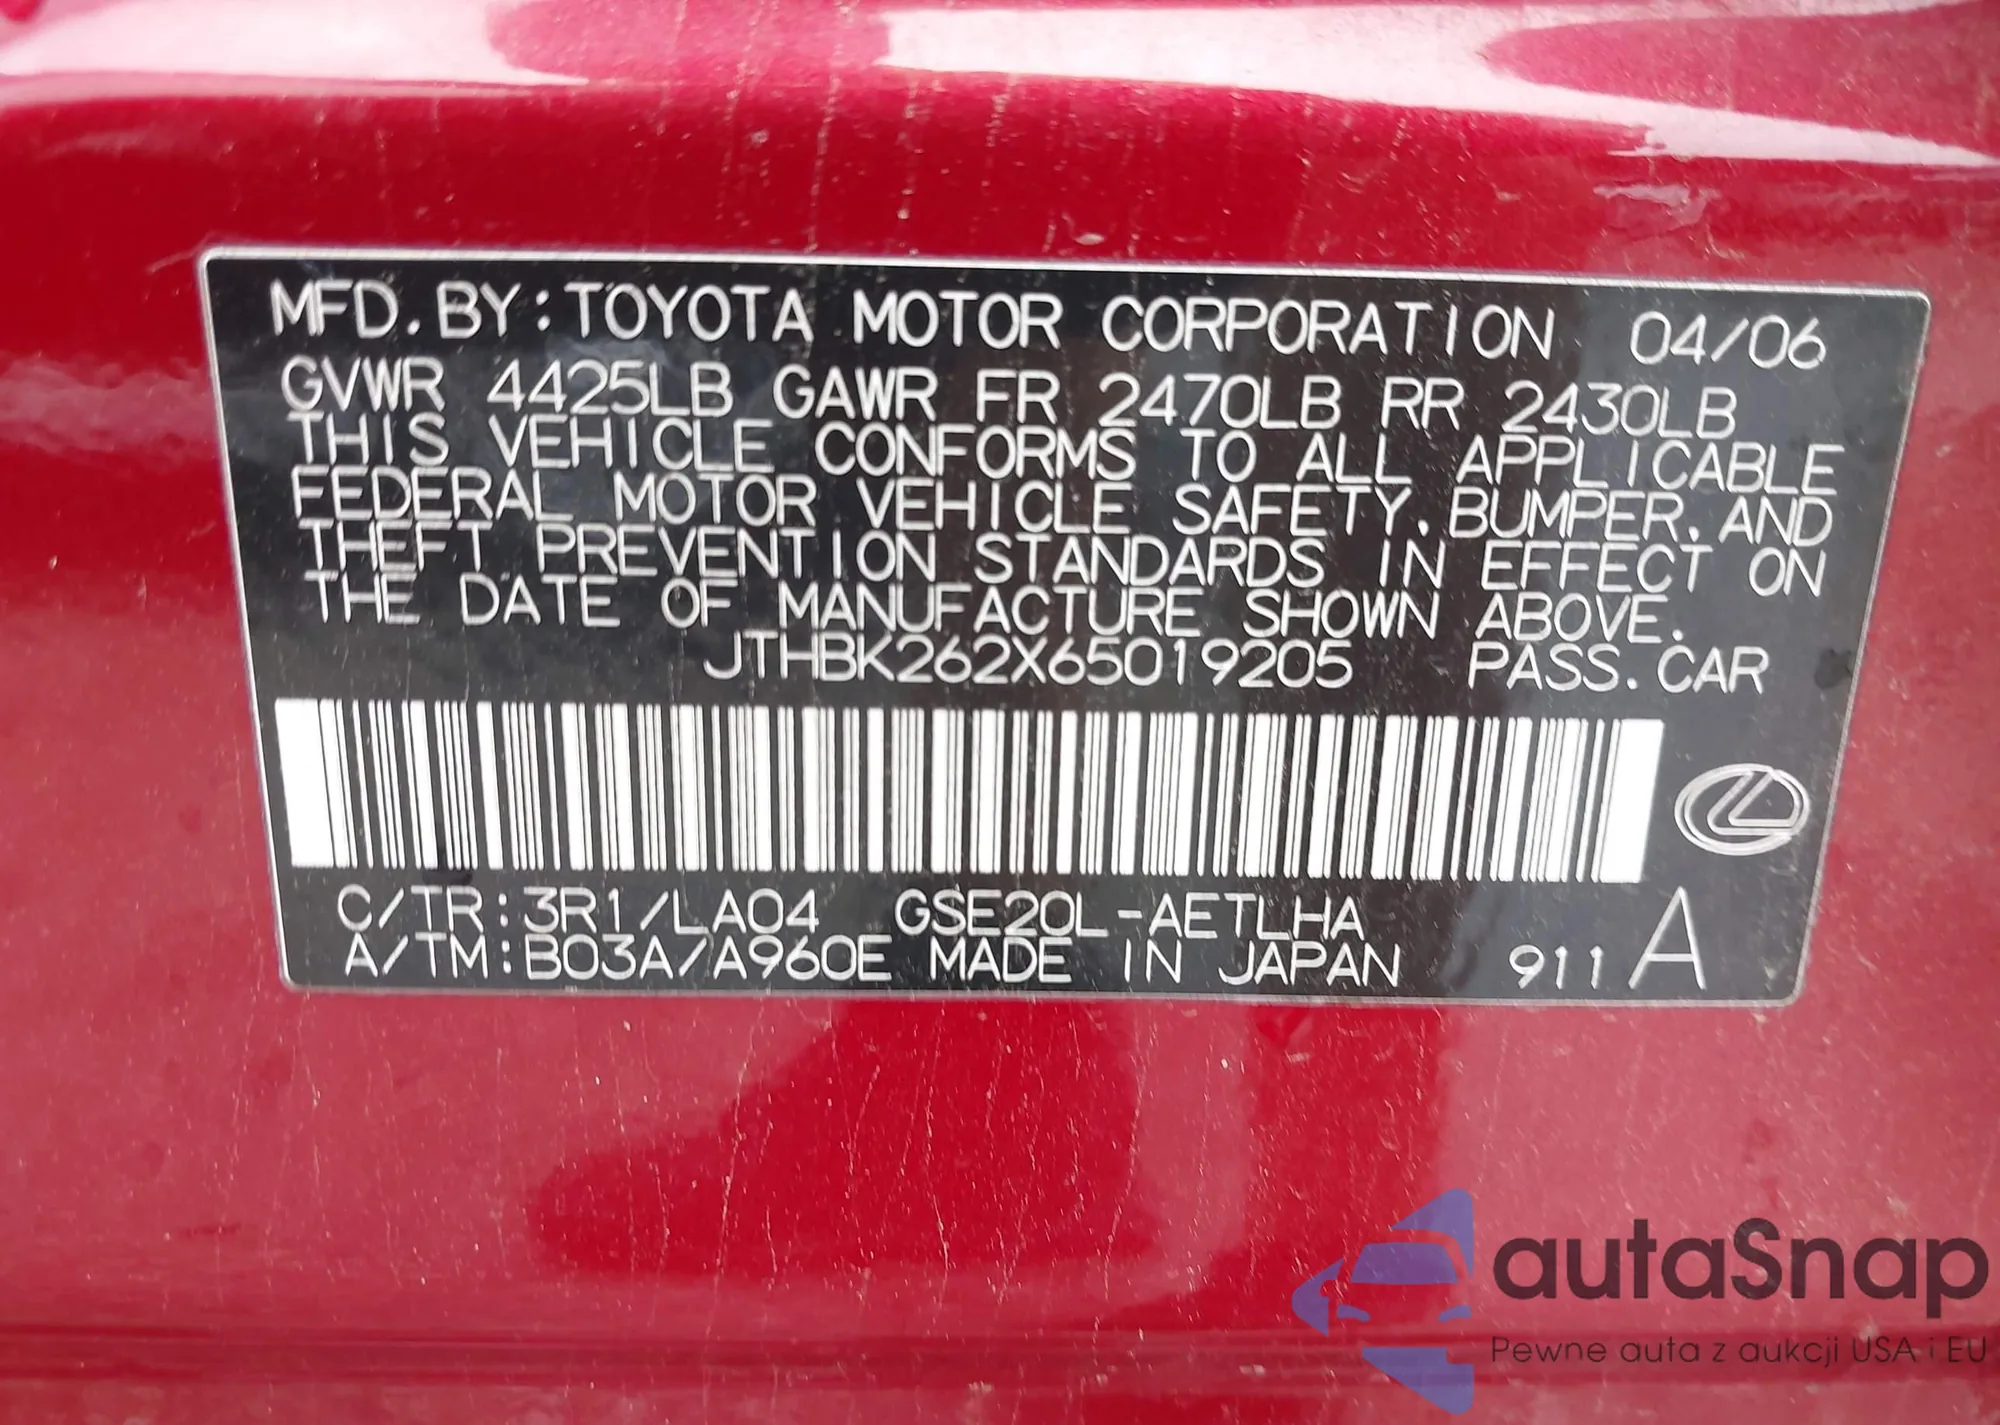 MFD. BY: TOYOTA MOTOR CORPORATION 04/06
GVWR 4425LB GAWR FR 2470LB RR 2430LB
THIS VEHICLE CONFORMS TO ALL APPLICABLE
FEDERAL MOTOR VEHICLE SAFETY, BUMPER, AND
THEFT PREVENTION STANDARDS IN EFFECT ON
THE DATE OF MANUFACTURE SHOWN ABOVE.
JTHBK262X65019205 PASS. CAR
C/TR: 3R1/LA04 GSE20L-AETLHA
A/TM: B03A/A960E MADE IN JAPAN 911 A
autaSnap
Pewne auta z aukcji USA i EU